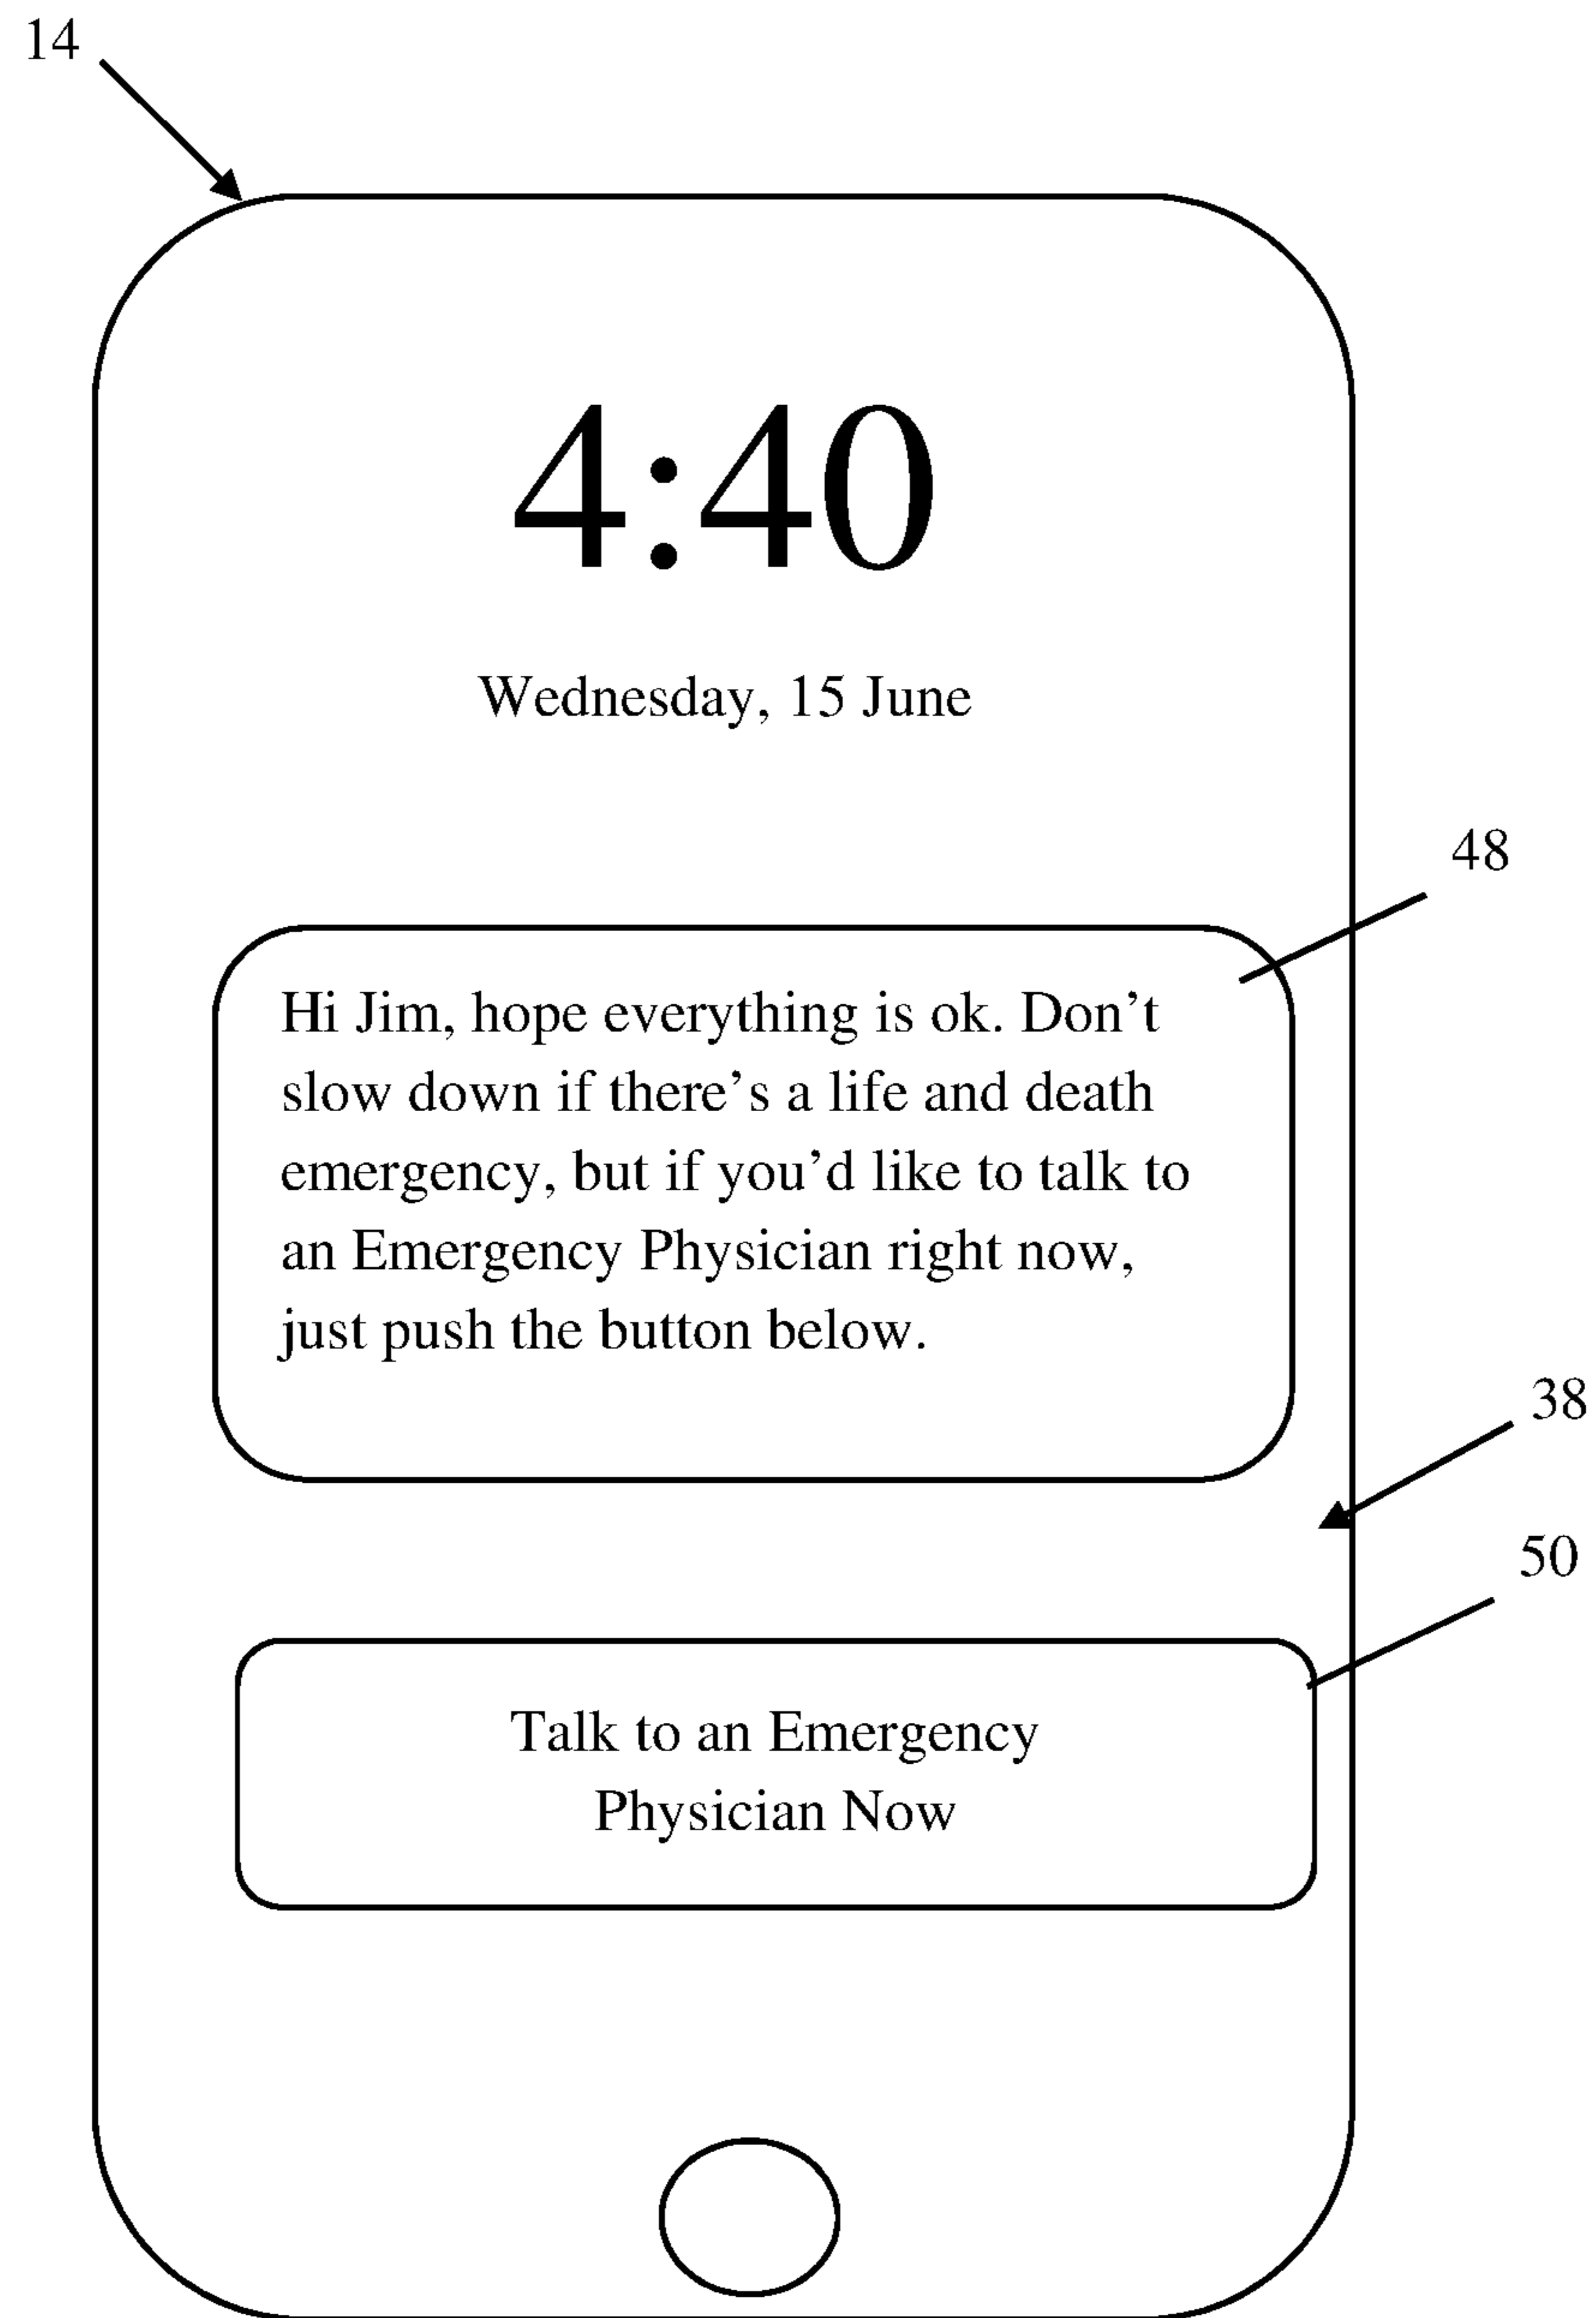 14
4:40
Wednesday, 15 June
48
Hi Jim, hope everything is ok. Don’t
slow down if there’s a life and death
emergency, but if you’d like to talk to
an Emergency Physician right now,
just push the button below.
38
50
Talk to an Emergency
Physician Now